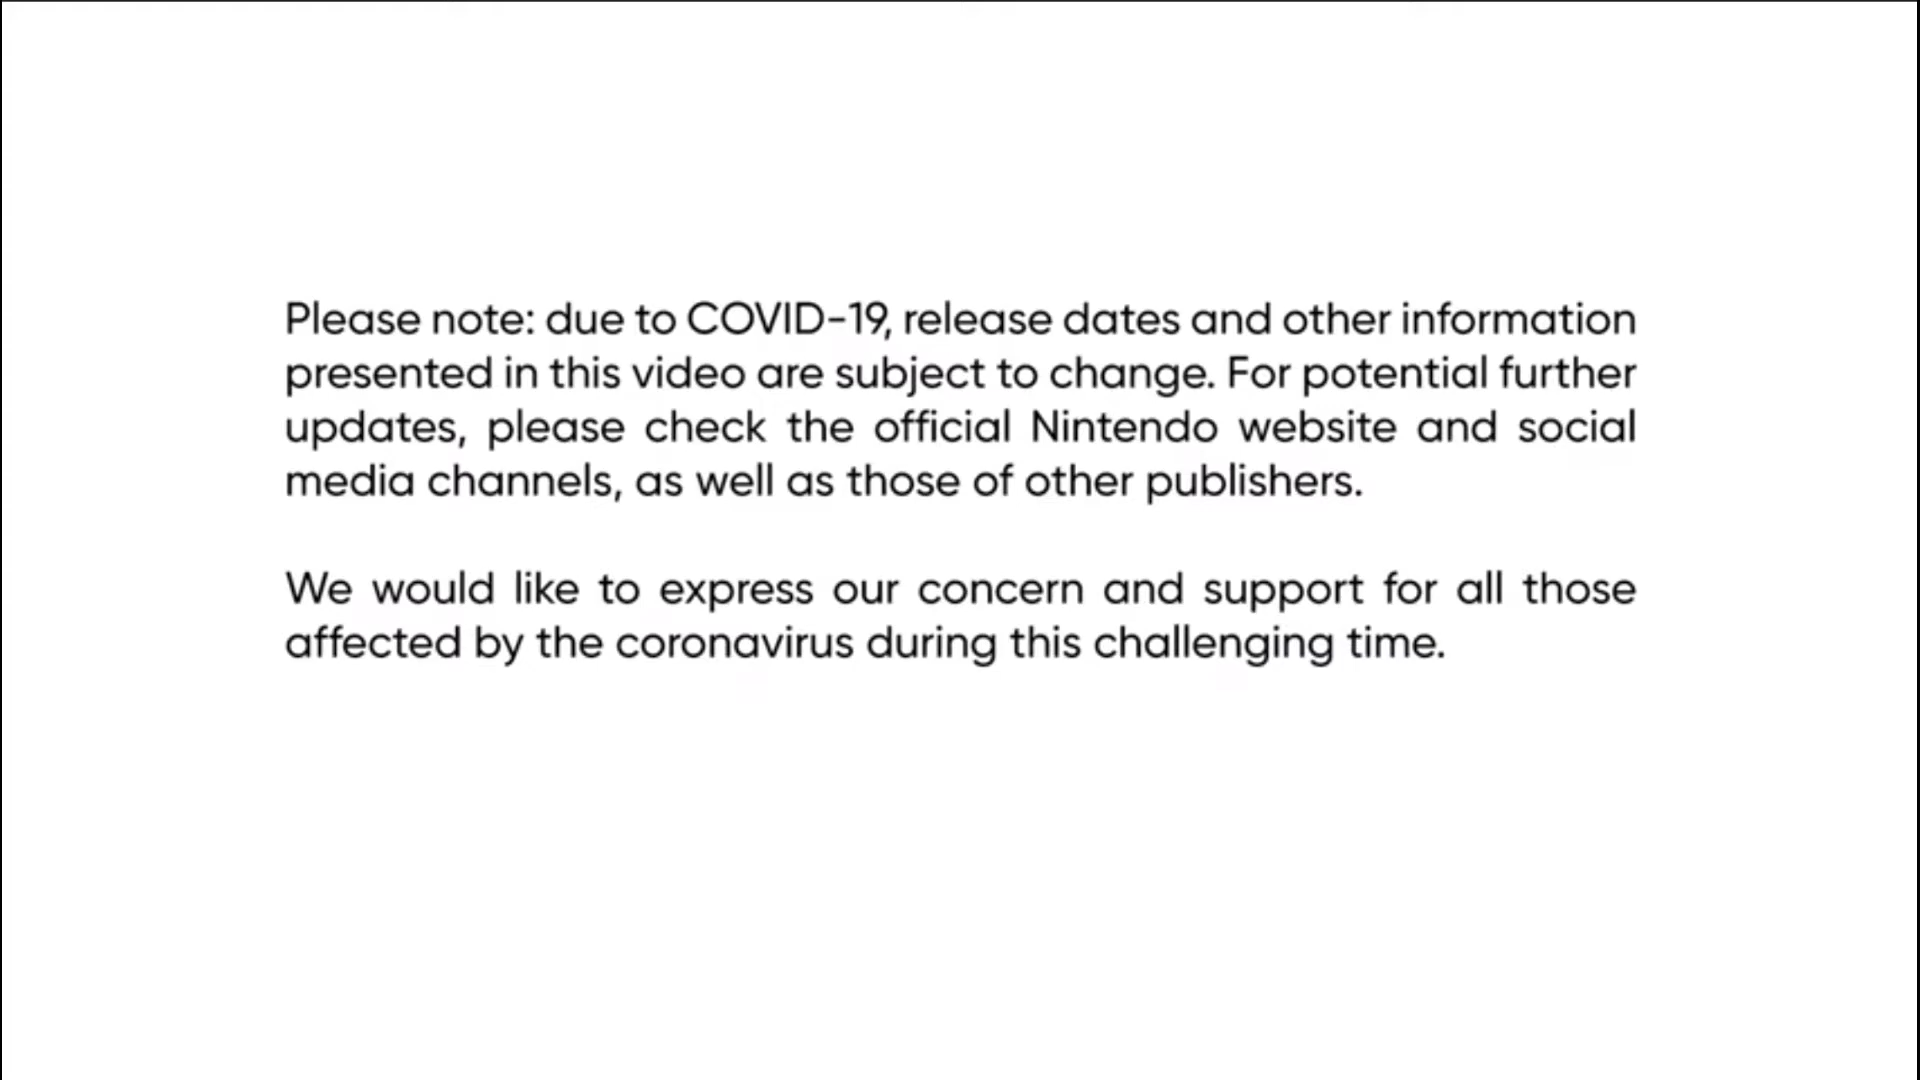 Please note: due to COVID-19, release dates and other information
presented in this video are subject to change. For potential further
updates, please check the official Nintendo website and social
media channels, as well as those of other publishers.
We would like to express our concern and support for all those
affected by the coronavirus during this challenging time.